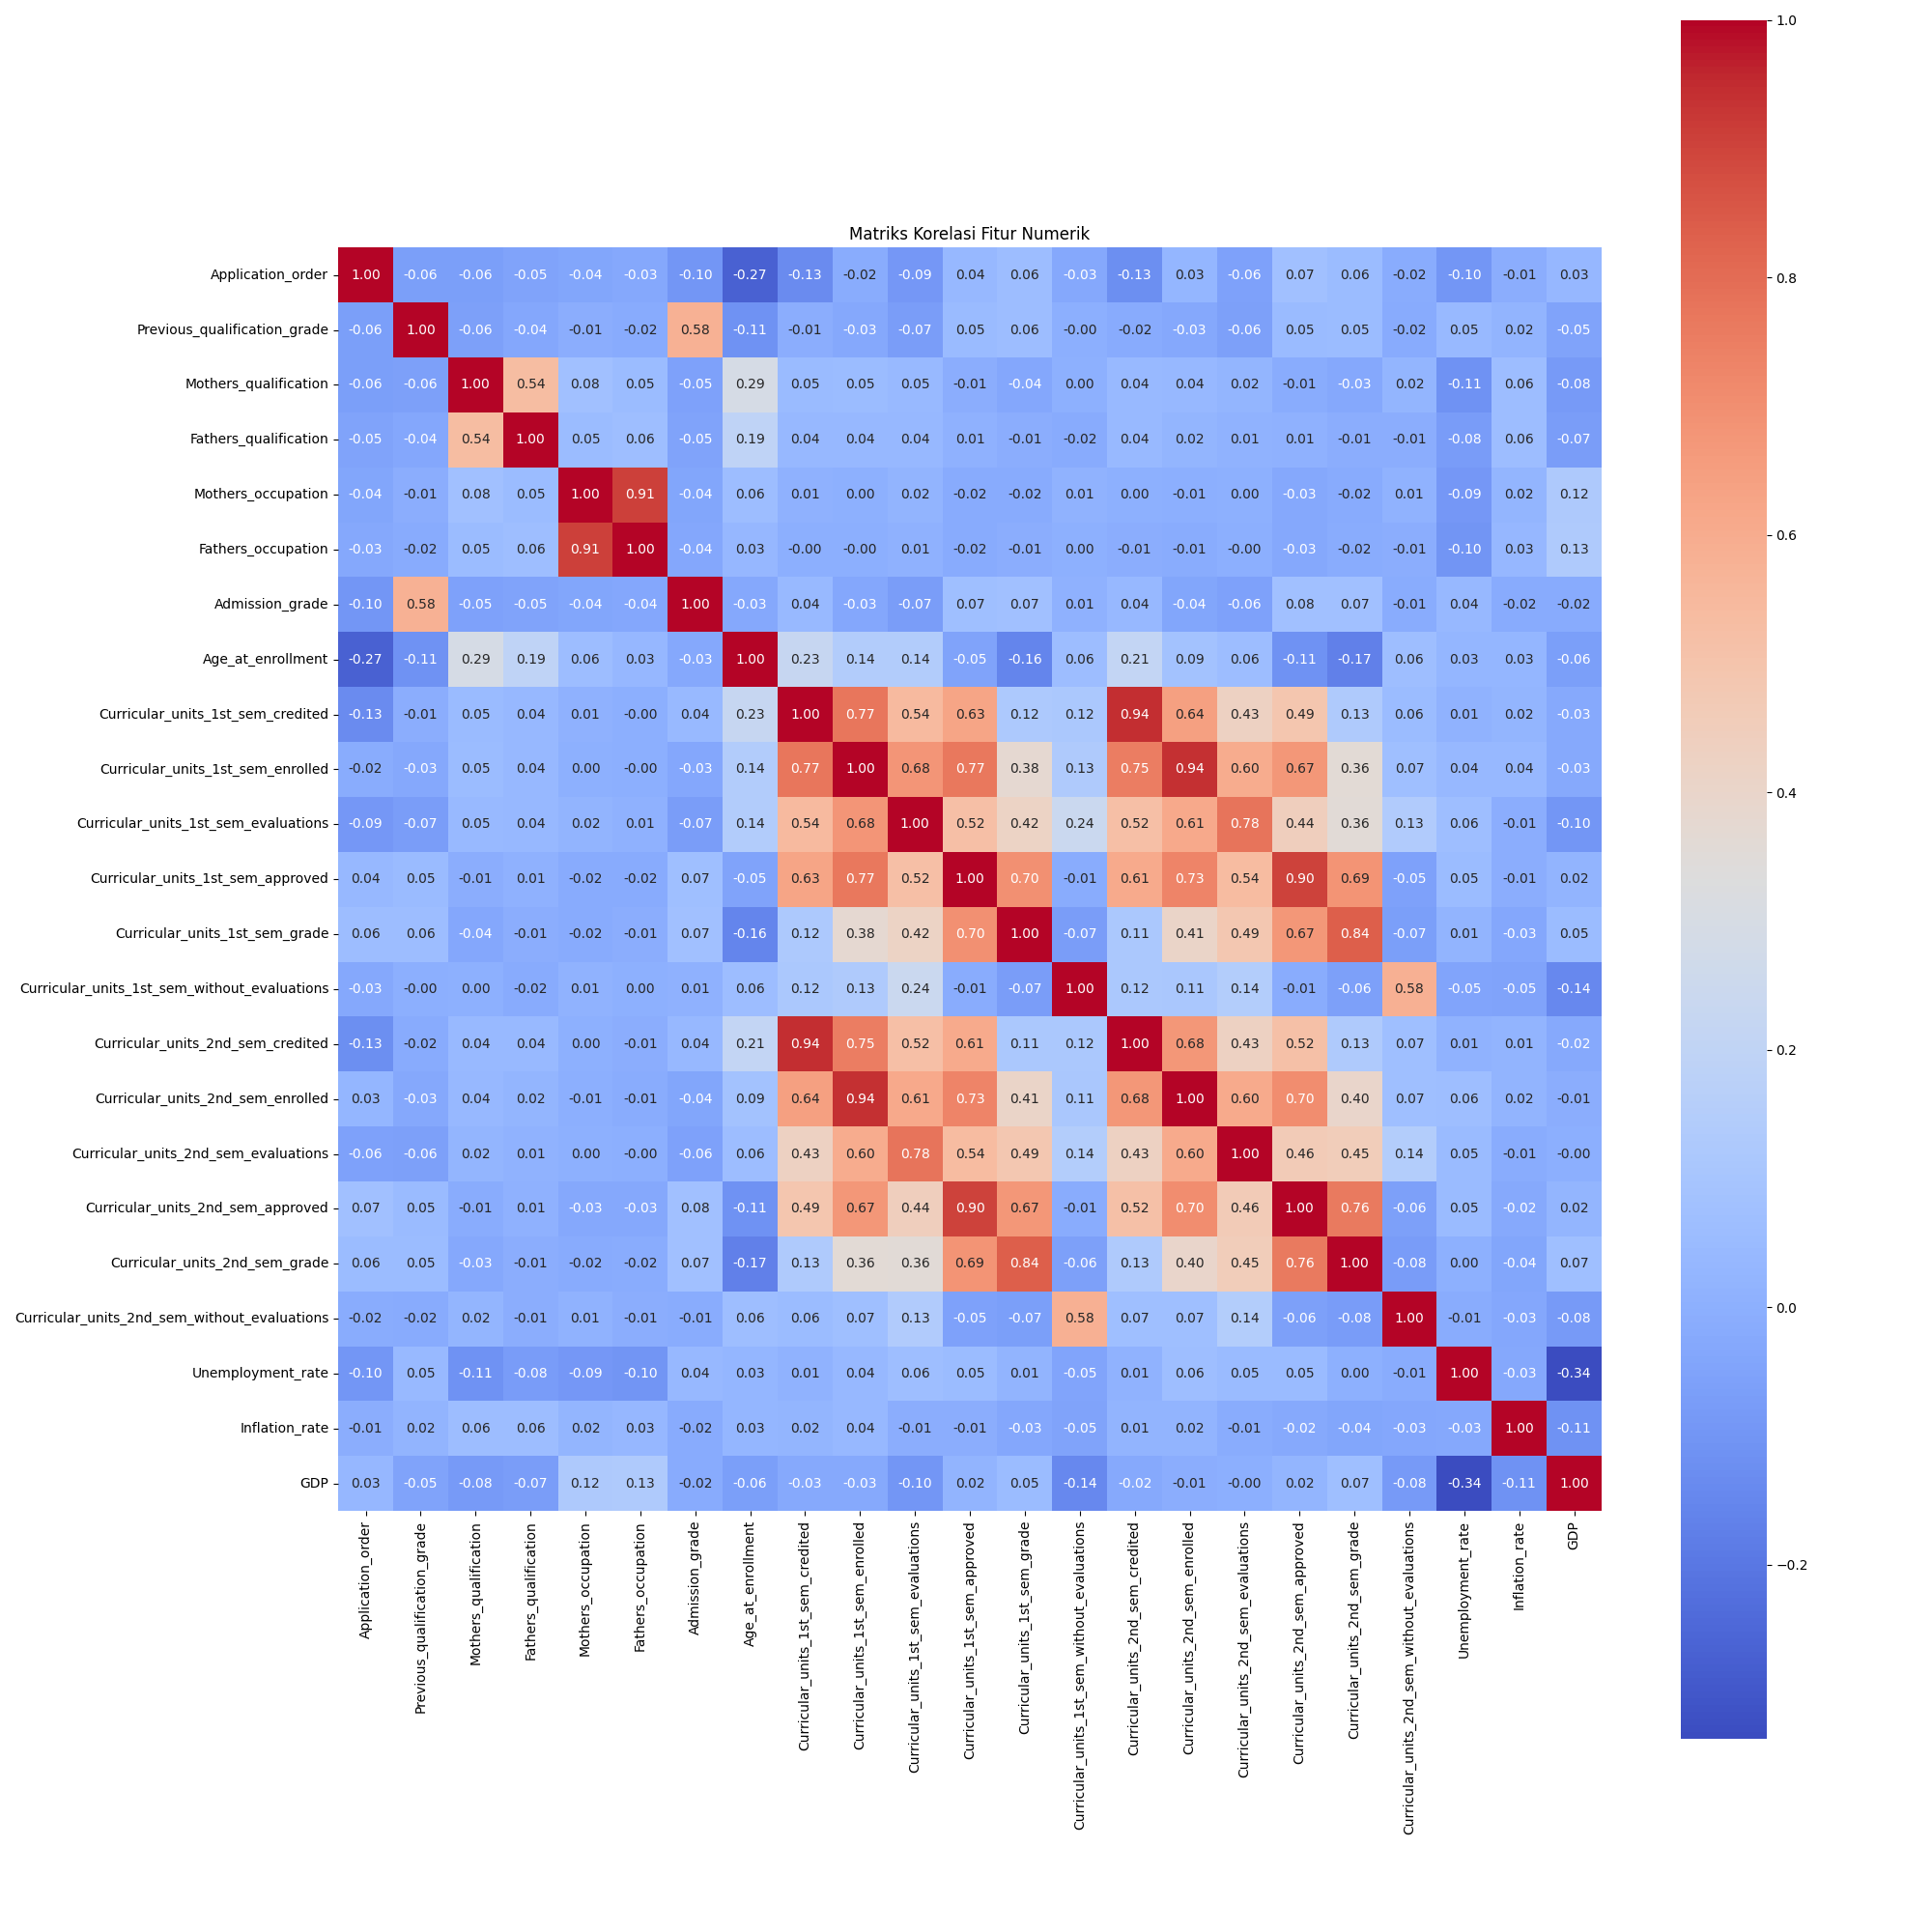 Matriks Korelasi Fitur Numerik
Application_order 1.00 -0.06 -0.06 -0.05 -0.04 -0.03 -0.10 -0.27 -0.13 -0.02 -0.09 0.04 0.06 -0.03 -0.13 0.03 -0.06 0.07 0.06 -0.02 -0.10 -0.01 0.03
Previous_qualification_grade -0.06 1.00 -0.06 -0.04 -0.01 -0.02 0.58 -0.11 -0.01 -0.03 -0.07 0.05 0.06 -0.00 -0.02 -0.03 -0.06 0.05 0.05 -0.02 0.05 0.02 -0.05
Mothers_qualification -0.06 -0.06 1.00 0.54 0.08 0.05 -0.05 0.29 0.05 0.05 0.05 -0.01 -0.04 0.00 0.04 0.04 0.02 -0.01 -0.03 0.02 -0.11 0.06 -0.08
Fathers_qualification -0.05 -0.04 0.54 1.00 0.05 0.06 -0.05 0.19 0.04 0.04 0.04 0.01 -0.01 -0.02 0.04 0.02 0.01 0.01 -0.01 -0.01 -0.08 0.06 -0.07
Mothers_occupation -0.04 -0.01 0.08 0.05 1.00 0.91 -0.04 0.06 0.01 0.00 0.02 -0.02 -0.02 0.01 0.00 -0.01 0.00 -0.03 -0.02 0.01 -0.09 0.02 0.12
Fathers_occupation -0.03 -0.02 0.05 0.06 0.91 1.00 -0.04 0.03 -0.00 -0.00 0.01 -0.02 -0.01 0.00 -0.01 -0.01 -0.00 -0.03 -0.02 -0.01 -0.10 0.03 0.13
Admission_grade -0.10 0.58 -0.05 -0.05 -0.04 -0.04 1.00 -0.03 0.04 -0.03 -0.07 0.07 0.07 0.01 0.04 -0.04 -0.06 0.08 0.07 -0.01 0.04 -0.02 -0.02
Age_at_enrollment -0.27 -0.11 0.29 0.19 0.06 0.03 -0.03 1.00 0.23 0.14 0.14 -0.05 -0.16 0.06 0.21 0.09 0.06 -0.11 -0.17 0.06 0.03 0.03 -0.06
Curricular_units_1st_sem_credited -0.13 -0.01 0.05 0.04 0.01 -0.00 0.04 0.23 1.00 0.77 0.54 0.63 0.12 0.12 0.94 0.64 0.43 0.49 0.13 0.06 0.01 0.02 -0.03
Curricular_units_1st_sem_enrolled -0.02 -0.03 0.05 0.04 0.00 -0.00 -0.03 0.14 0.77 1.00 0.68 0.77 0.38 0.13 0.75 0.94 0.60 0.67 0.36 0.07 0.04 0.04 -0.03
Curricular_units_1st_sem_evaluations -0.09 -0.07 0.05 0.04 0.02 0.01 -0.07 0.14 0.54 0.68 1.00 0.52 0.42 0.24 0.52 0.61 0.78 0.44 0.36 0.13 0.06 -0.01 -0.10
Curricular_units_1st_sem_approved 0.04 0.05 -0.01 0.01 -0.02 -0.02 0.07 -0.05 0.63 0.77 0.52 1.00 0.70 -0.01 0.61 0.73 0.54 0.90 0.69 -0.05 0.05 -0.01 0.02
Curricular_units_1st_sem_grade 0.06 0.06 -0.04 -0.01 -0.02 -0.01 0.07 -0.16 0.12 0.38 0.42 0.70 1.00 -0.07 0.11 0.41 0.49 0.67 0.84 -0.07 0.01 -0.03 0.05
Curricular_units_1st_sem_without_evaluations -0.03 -0.00 0.00 -0.02 0.01 0.00 0.01 0.06 0.12 0.13 0.24 -0.01 -0.07 1.00 0.12 0.11 0.14 -0.01 -0.06 0.58 -0.05 -0.05 -0.14
Curricular_units_2nd_sem_credited -0.13 -0.02 0.04 0.04 0.00 -0.01 0.04 0.21 0.94 0.75 0.52 0.61 0.11 0.12 1.00 0.68 0.43 0.52 0.13 0.07 0.01 0.01 -0.02
Curricular_units_2nd_sem_enrolled 0.03 -0.03 0.04 0.02 -0.01 -0.01 -0.04 0.09 0.64 0.94 0.61 0.73 0.41 0.11 0.68 1.00 0.60 0.70 0.40 0.07 0.06 0.02 -0.01
Curricular_units_2nd_sem_evaluations -0.06 -0.06 0.02 0.01 0.00 -0.00 -0.06 0.06 0.43 0.60 0.78 0.54 0.49 0.14 0.43 0.60 1.00 0.46 0.45 0.14 0.05 -0.01 -0.00
Curricular_units_2nd_sem_approved 0.07 0.05 -0.01 0.01 -0.03 -0.03 0.08 -0.11 0.49 0.67 0.44 0.90 0.67 -0.01 0.52 0.70 0.46 1.00 0.76 -0.06 0.05 -0.02 0.02
Curricular_units_2nd_sem_grade 0.06 0.05 -0.03 -0.01 -0.02 -0.02 0.07 -0.17 0.13 0.36 0.36 0.69 0.84 -0.06 0.13 0.40 0.45 0.76 1.00 -0.08 0.00 -0.04 0.07
Curricular_units_2nd_sem_without_evaluations -0.02 -0.02 0.02 -0.01 0.01 -0.01 -0.01 0.06 0.06 0.07 0.13 -0.05 -0.07 0.58 0.07 0.07 0.14 -0.06 -0.08 1.00 -0.01 -0.03 -0.08
Unemployment_rate -0.10 0.05 -0.11 -0.08 -0.09 -0.10 0.04 0.03 0.01 0.04 0.06 0.05 0.01 -0.05 0.01 0.06 0.05 0.05 0.00 -0.01 1.00 -0.03 -0.34
Inflation_rate -0.01 0.02 0.06 0.06 0.02 0.03 -0.02 0.03 0.02 0.04 -0.01 -0.01 -0.03 -0.05 0.01 0.02 -0.01 -0.02 -0.04 -0.03 -0.03 1.00 -0.11
GDP 0.03 -0.05 -0.08 -0.07 0.12 0.13 -0.02 -0.06 -0.03 -0.03 -0.10 0.02 0.05 -0.14 -0.02 -0.01 -0.00 0.02 0.07 -0.08 -0.34 -0.11 1.00
Application_order
Previous_qualification_grade
Mothers_qualification
Fathers_qualification
Mothers_occupation
Fathers_occupation
Admission_grade
Age_at_enrollment
Curricular_units_1st_sem_credited
Curricular_units_1st_sem_enrolled
Curricular_units_1st_sem_evaluations
Curricular_units_1st_sem_approved
Curricular_units_1st_sem_grade
Curricular_units_1st_sem_without_evaluations
Curricular_units_2nd_sem_credited
Curricular_units_2nd_sem_enrolled
Curricular_units_2nd_sem_evaluations
Curricular_units_2nd_sem_approved
Curricular_units_2nd_sem_grade
Curricular_units_2nd_sem_without_evaluations
Unemployment_rate
Inflation_rate
GDP
1.0
0.8
0.6
0.4
0.2
0.0
−0.2